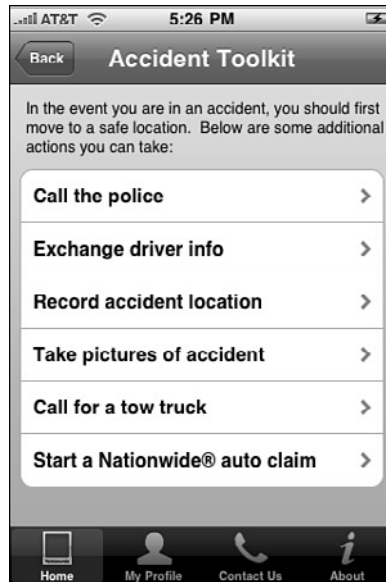 AT&T 5:26 PM
Back Accident Toolkit
In the event you are in an accident, you should first
move to a safe location. Below are some additional
actions you can take:
Call the police
Exchange driver info
Record accident location
Take pictures of accident
Call for a tow truck
Start a Nationwide® auto claim
Home My Profile Contact Us About